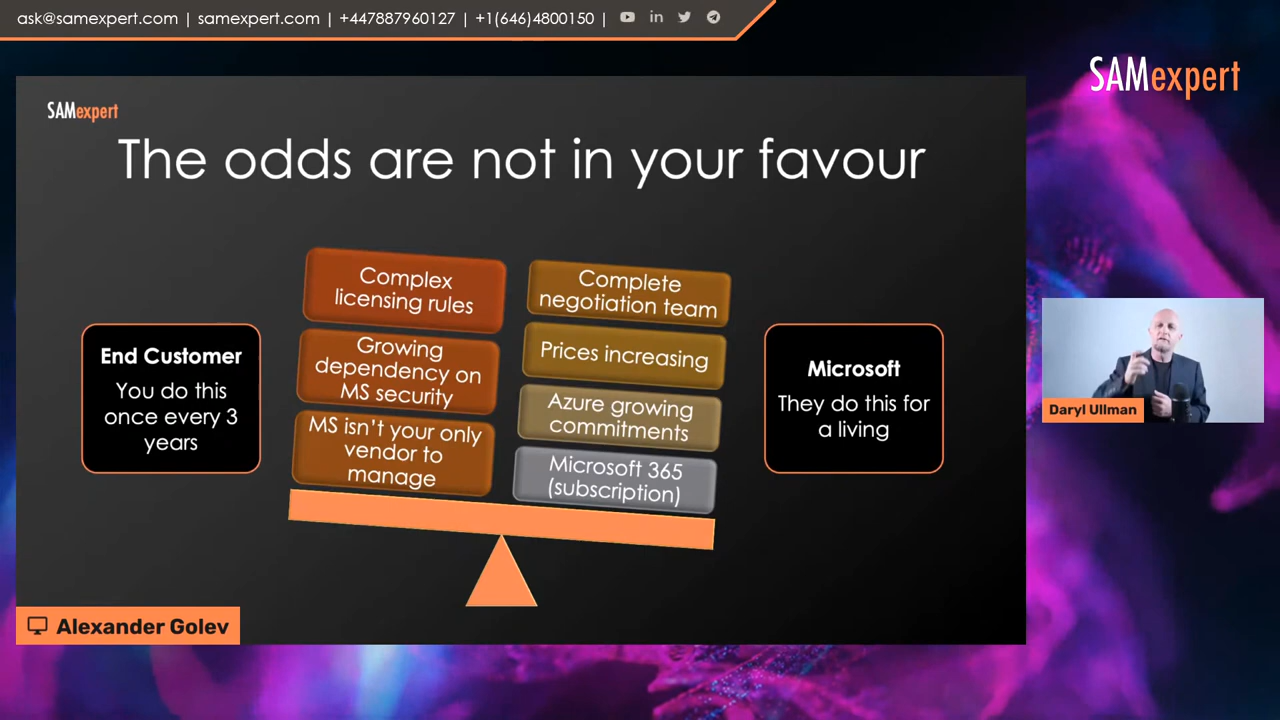 ask@samexpert.com | samexpert.com | +447887960127 | +1(646)4800150 |
SAMexpert
SAMexpert
The odds are not in your favour
End Customer
You do this
once every 3
years
Complex
licensing rules
Growing
dependency on
MS security
MS isn't your only
vendor to
manage
Complete
negotiation team
Prices increasing
Azure growing
commitments
Microsoft 365
(subscription)
Microsoft
They do this for
a living
Daryl Ullman
Alexander Golev